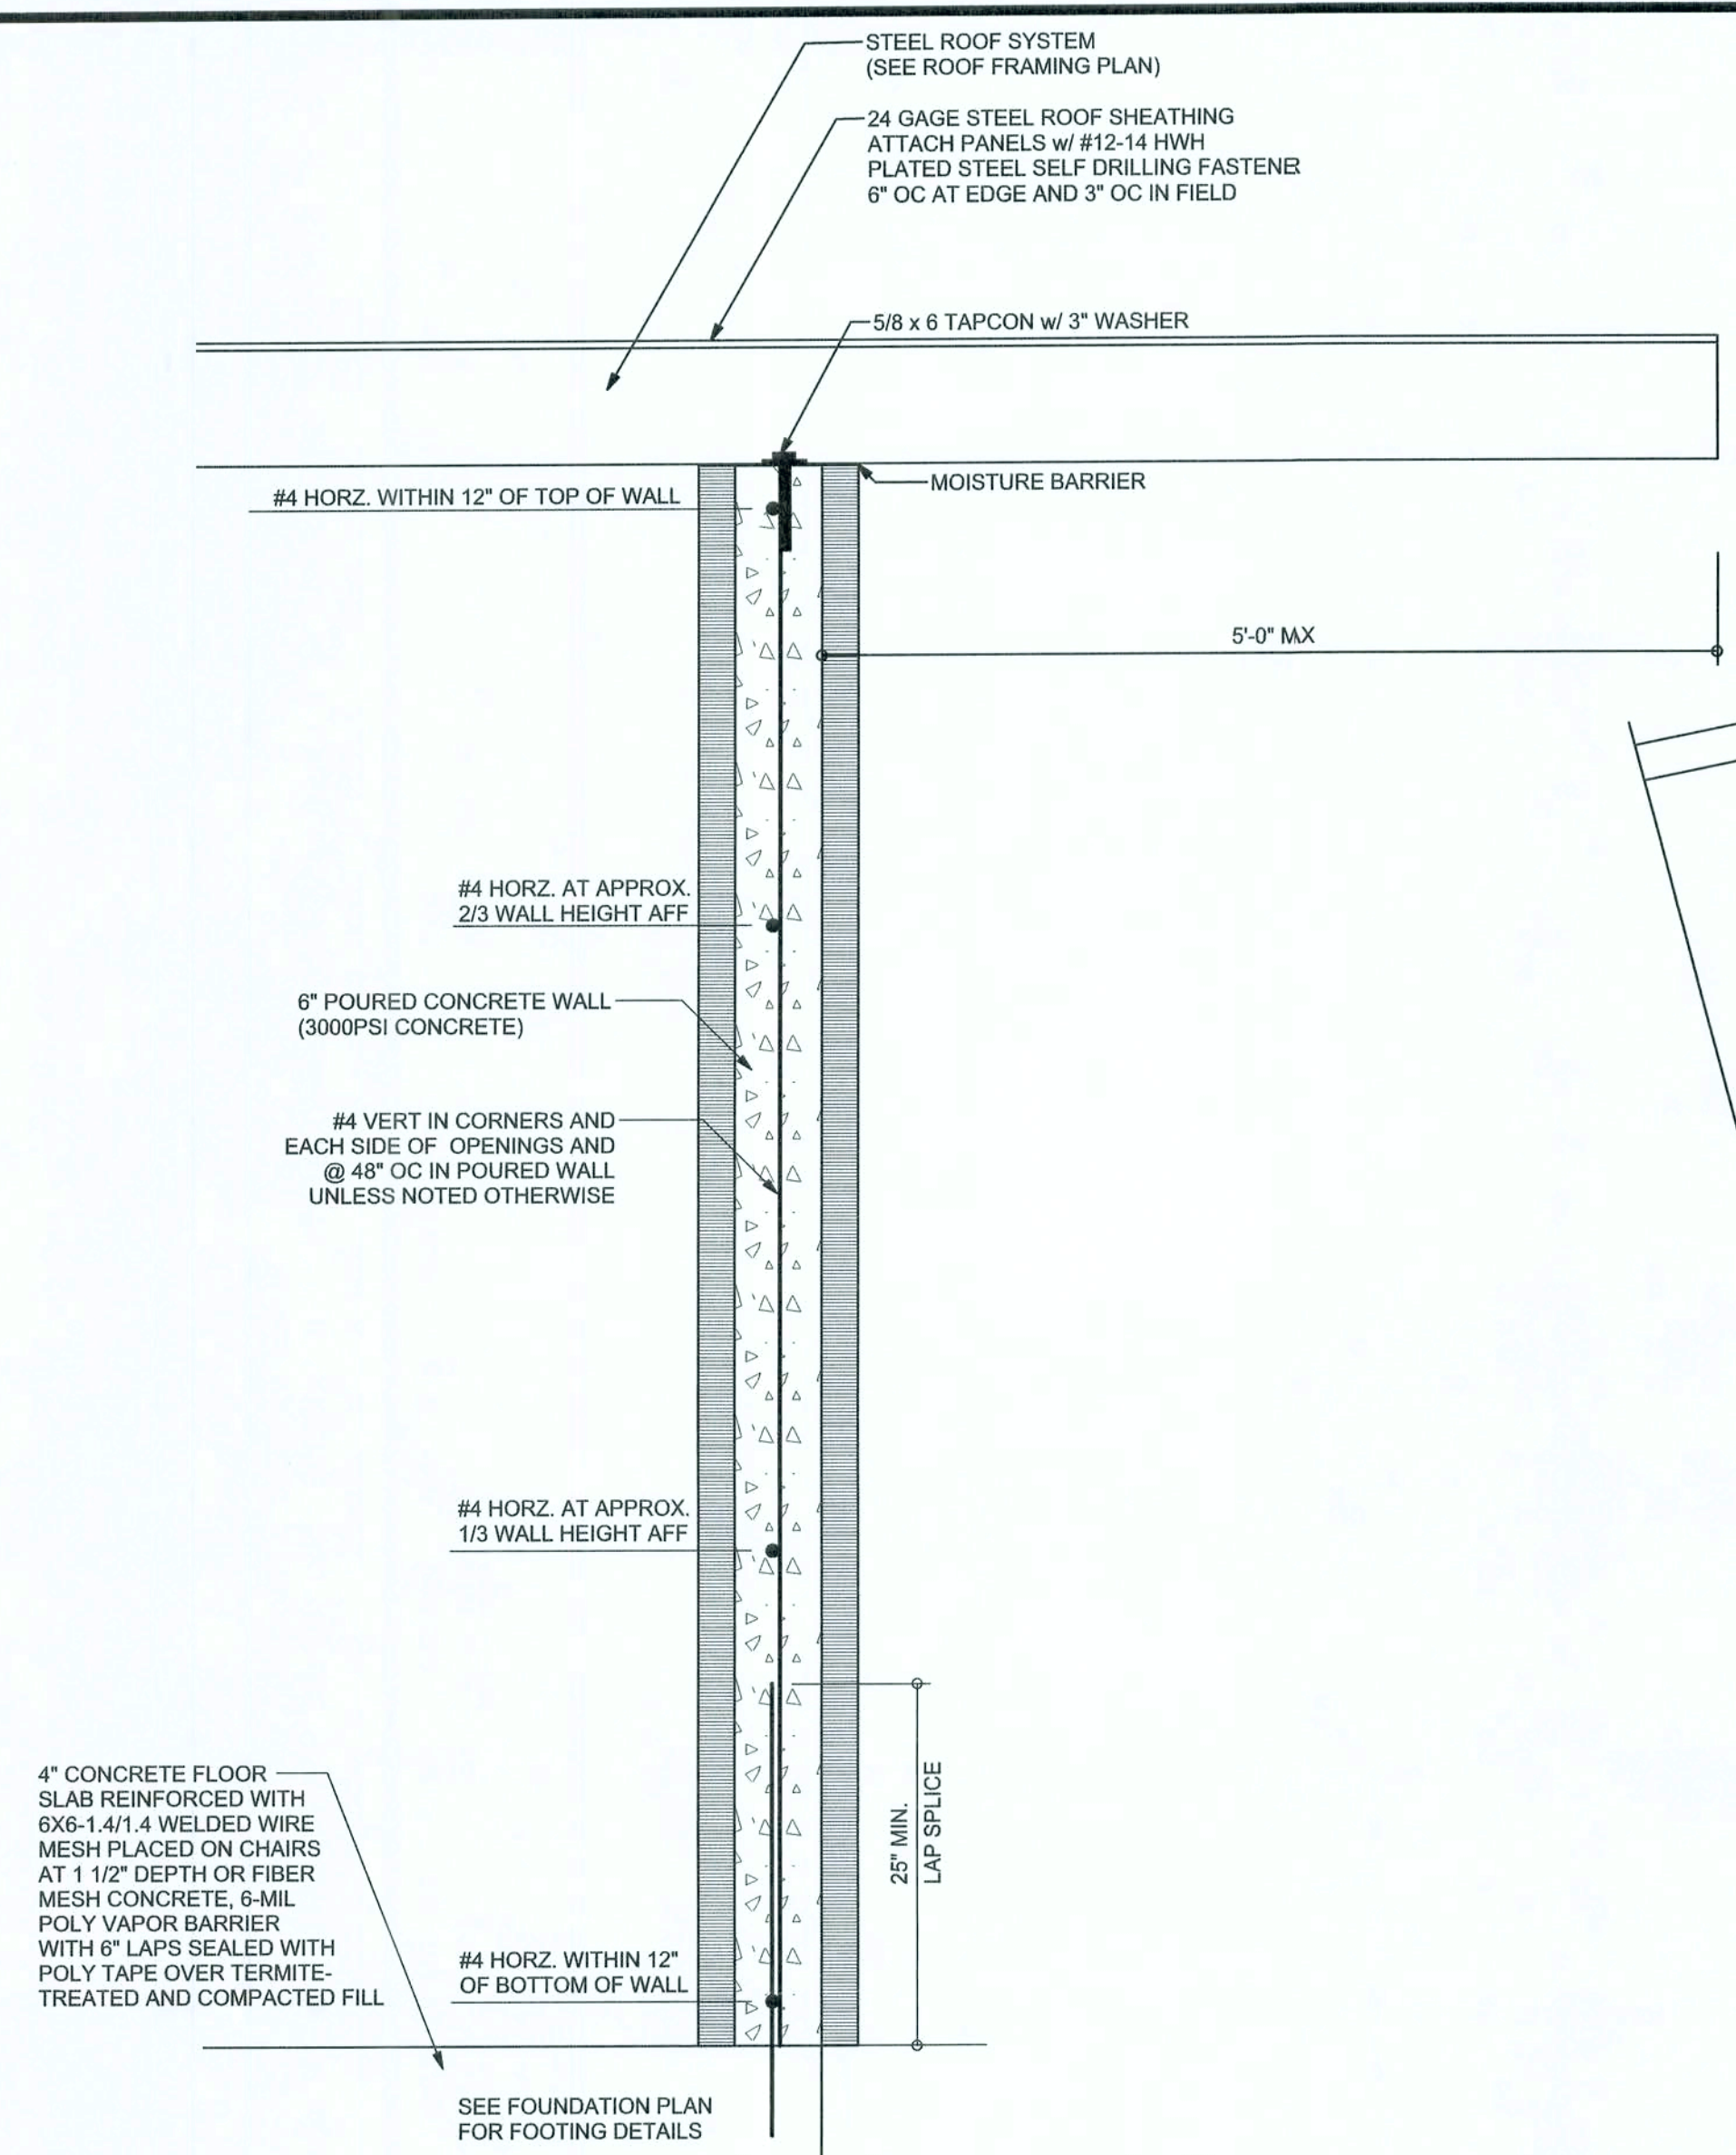 STEEL ROOF SYSTEM
(SEE ROOF FRAMING PLAN)
24 GAGE STEEL ROOF SHEATHING
ATTACH PANELS w/ #12-14 HWH
PLATED STEEL SELF DRILLING FASTENER
6" OC AT EDGE AND 3" OC IN FIELD
5/8 x 6 TAPCON w/ 3" WASHER
MOISTURE BARRIER
#4 HORZ. WITHIN 12" OF TOP OF WALL
5'-0" MAX
#4 HORZ. AT APPROX.
2/3 WALL HEIGHT AFF
6" POURED CONCRETE WALL
(3000PSI CONCRETE)
#4 VERT IN CORNERS AND
EACH SIDE OF OPENINGS AND
@ 48" OC IN POURED WALL
UNLESS NOTED OTHERWISE
#4 HORZ. AT APPROX.
1/3 WALL HEIGHT AFF
25" MIN.
LAP SPLICE
4" CONCRETE FLOOR
SLAB REINFORCED WITH
6X6-1.4/1.4 WELDED WIRE
MESH PLACED ON CHAIRS
AT 1 1/2" DEPTH OR FIBER
MESH CONCRETE, 6-MIL
POLY VAPOR BARRIER
WITH 6" LAPS SEALED WITH
POLY TAPE OVER TERMITE-
TREATED AND COMPACTED FILL
#4 HORZ. WITHIN 12"
OF BOTTOM OF WALL
SEE FOUNDATION PLAN
FOR FOOTING DETAILS